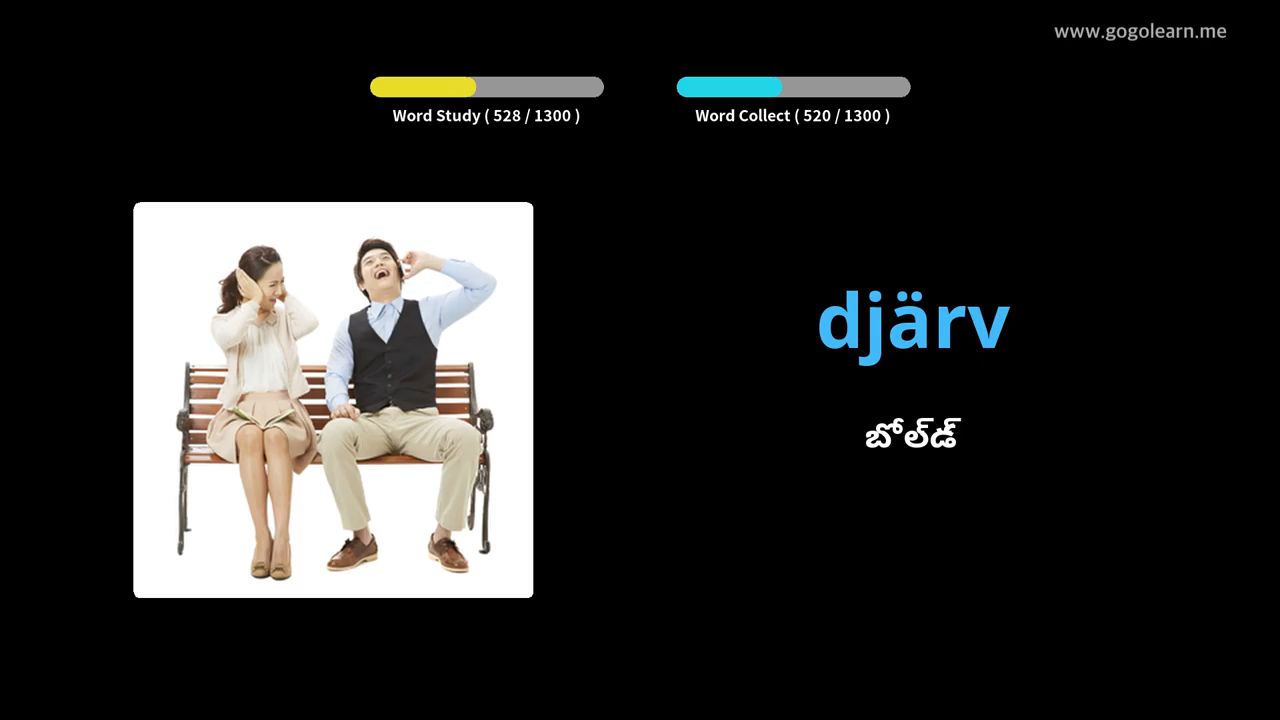 www.gogolearn.me
Word Study ( 528 / 1300 )
Word Collect ( 520 / 1300 )
djärv
బోల్డ్